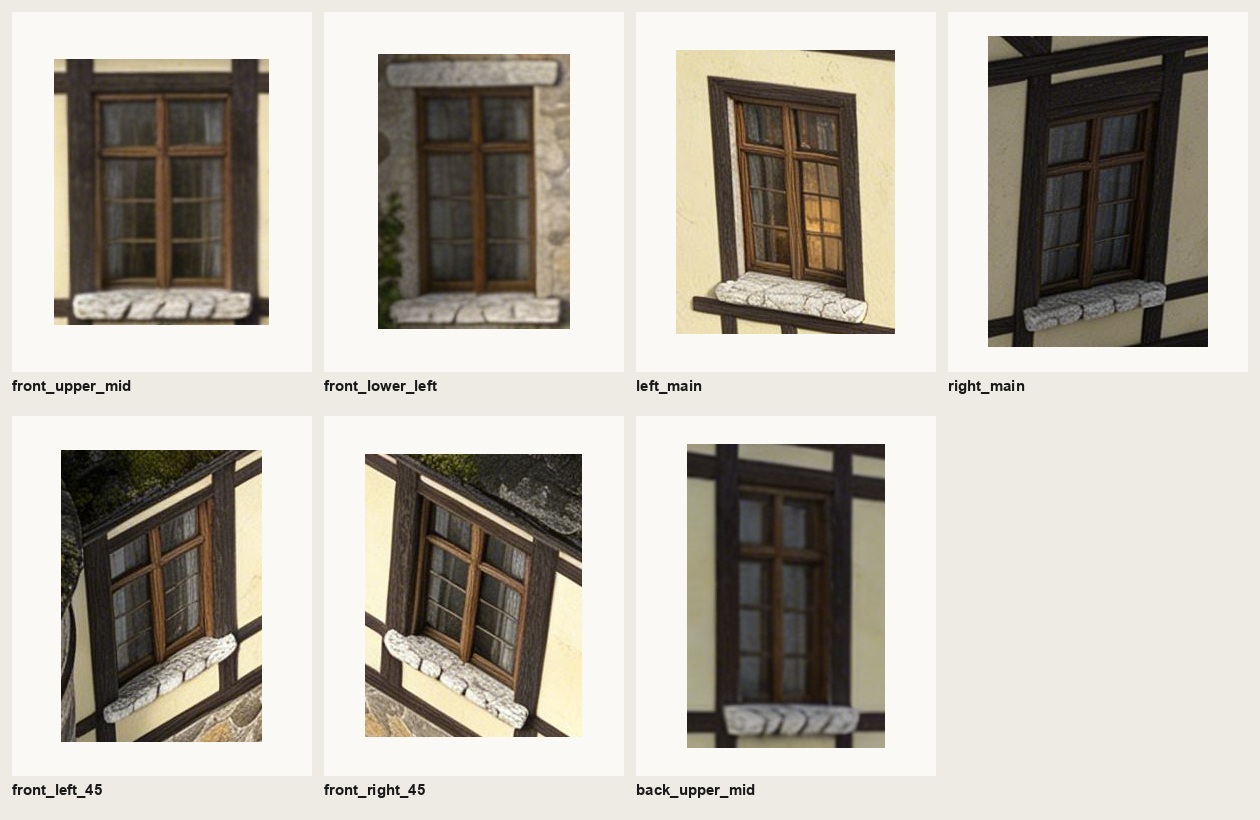 front_upper_mid
front_lower_left
left_main
right_main
front_left_45
front_right_45
back_upper_mid